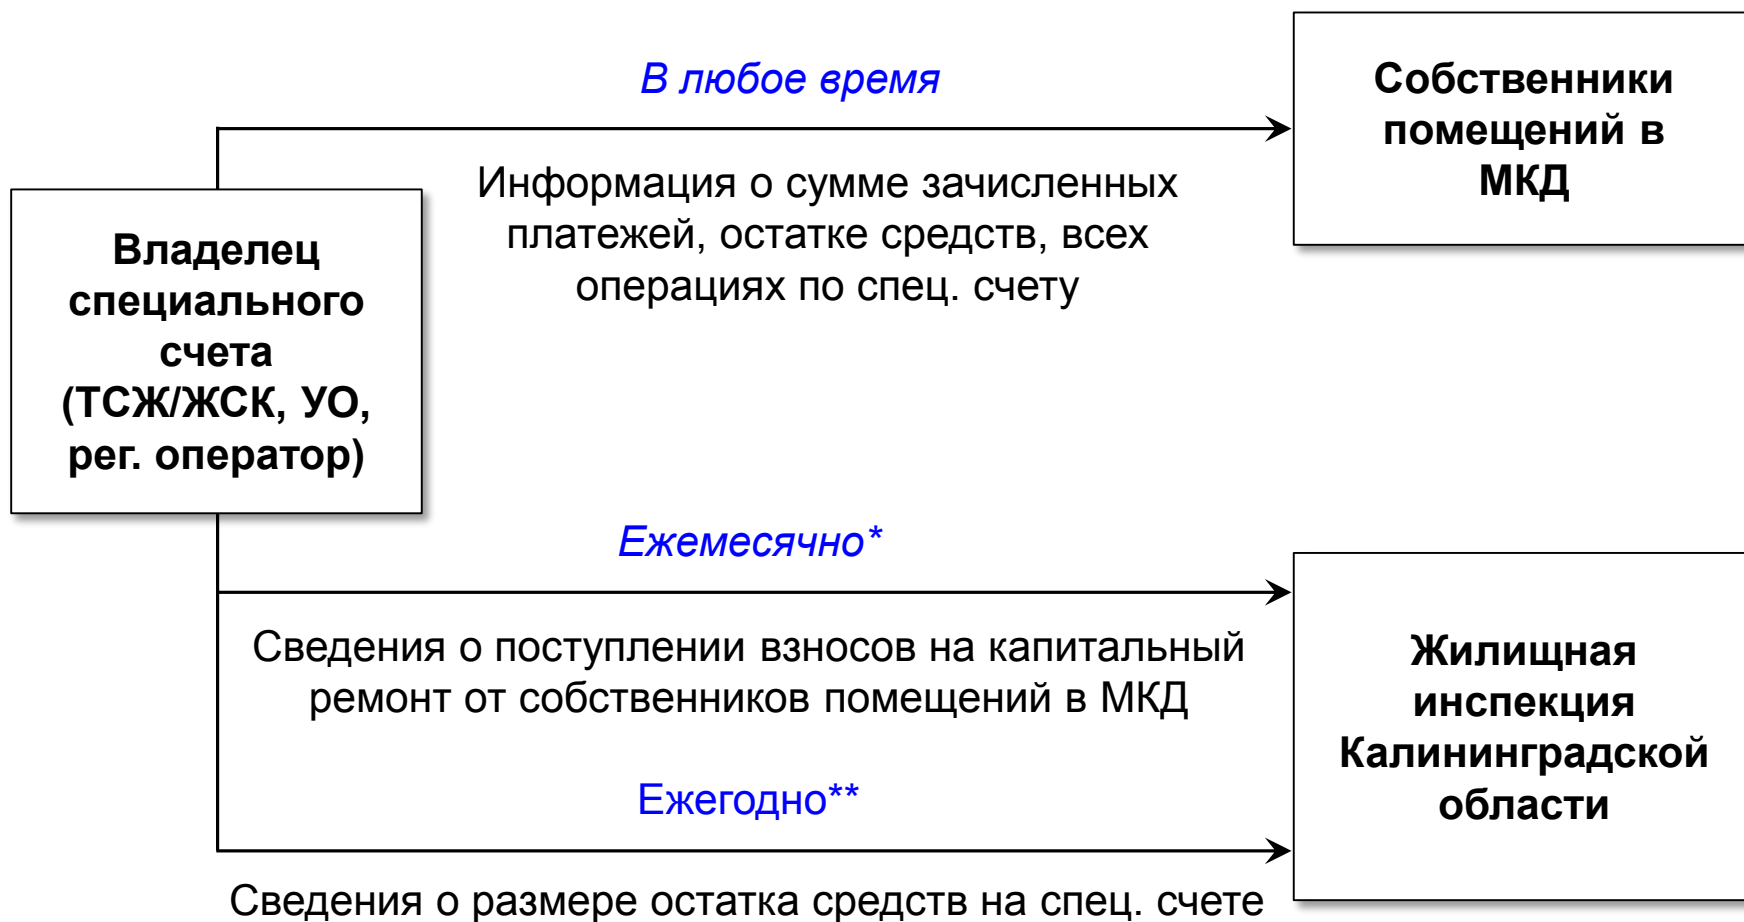 В любое время
Собственники
помещений в
МКД
Информация о сумме зачисленных
платежей, остатке средств, всех
операциях по спец. счету
Владелец
специального
счета
(ТСЖ/ЖСК, УО,
рег. оператор)
Ежемесячно*
Сведения о поступлении взносов на капитальный
ремонт от собственников помещений в МКД
Жилищная
инспекция
Калининградской
области
Ежегодно**
Сведения о размере остатка средств на спец. счете